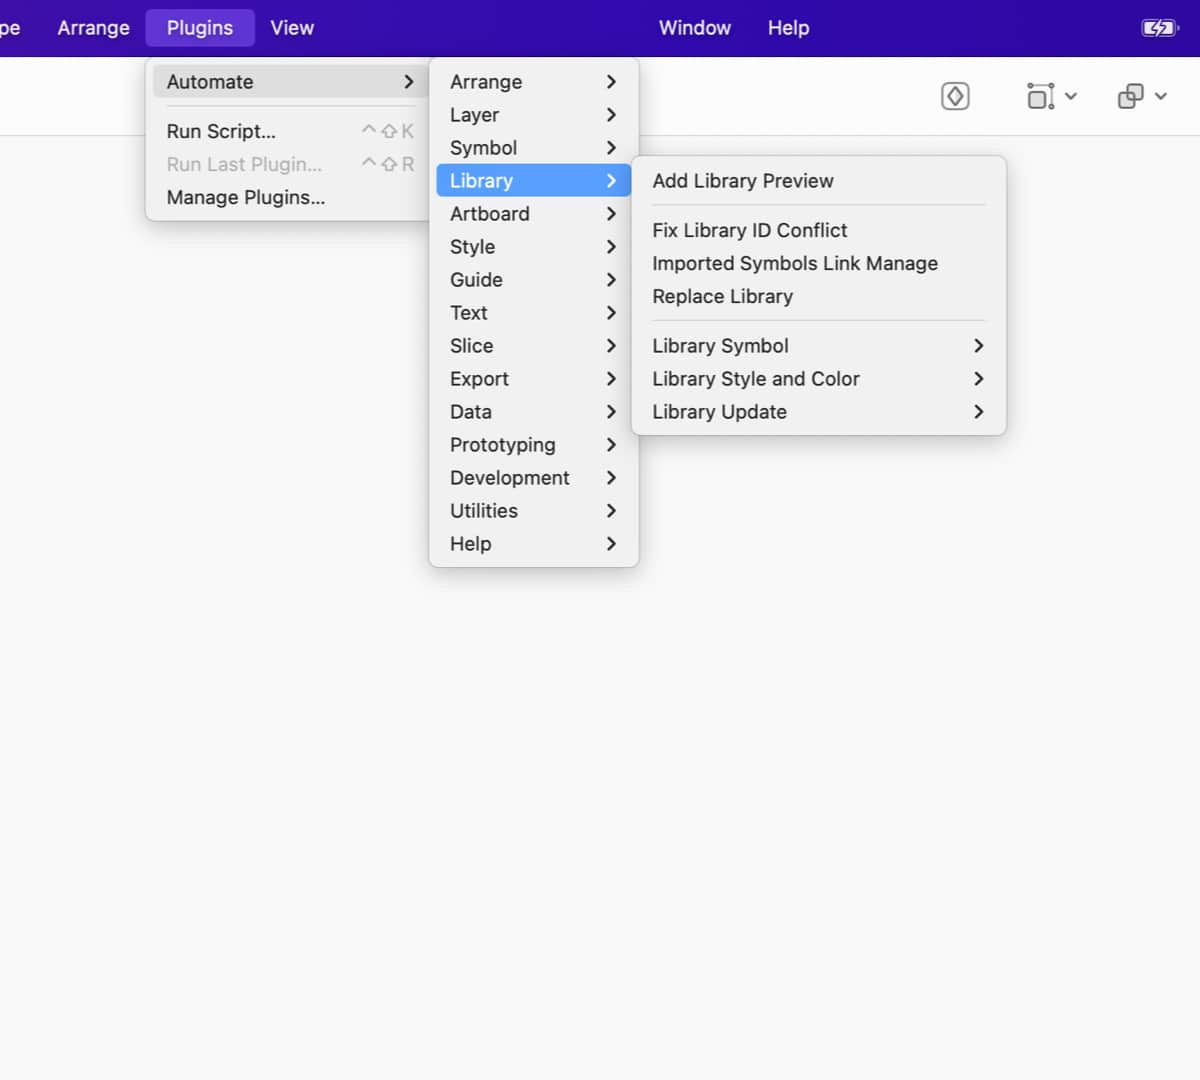 pe Arrange Plugins View Window Help
Automate
Run Script... ^⇧K
Run Last Plugin... ^⇧R
Manage Plugins...
Arrange
Layer
Symbol
Library
Artboard
Style
Guide
Text
Slice
Export
Data
Prototyping
Development
Utilities
Help
Add Library Preview
Fix Library ID Conflict
Imported Symbols Link Manage
Replace Library
Library Symbol
Library Style and Color
Library Update